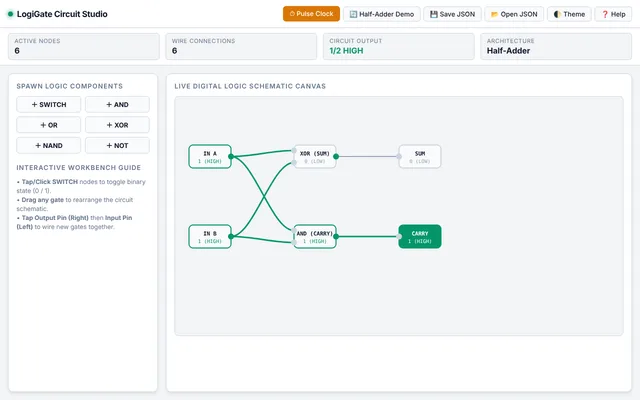 LogiGate Circuit Studio
⏱ Pulse Clock
🔄 Half-Adder Demo
💾 Save JSON
📂 Open JSON
🌓 Theme
❓ Help
ACTIVE NODES
6
WIRE CONNECTIONS
6
CIRCUIT OUTPUT
1/2 HIGH
ARCHITECTURE
Half-Adder
SPAWN LOGIC COMPONENTS
+ SWITCH
+ AND
+ OR
+ XOR
+ NAND
+ NOT
INTERACTIVE WORKBENCH GUIDE
• Tap/Click SWITCH nodes to toggle binary
state (0 / 1).
• Drag any gate to rearrange the circuit
schematic.
• Tap Output Pin (Right) then Input Pin
(Left) to wire new gates together.
LIVE DIGITAL LOGIC SCHEMATIC CANVAS
IN A
1 (HIGH)
XOR (SUM)
0 (LOW)
SUM
0 (LOW)
IN B
1 (HIGH)
AND (CARRY)
1 (HIGH)
CARRY
1 (HIGH)